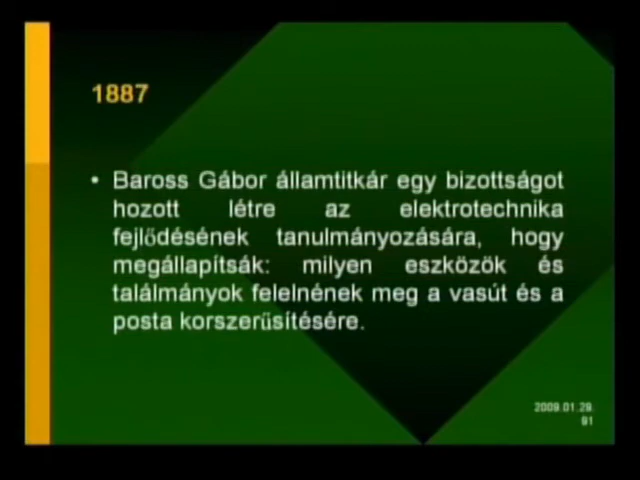 1887
• Baross Gábor államtitkár egy bizottságot
hozott létre az elektrotechnika
fejlődésének tanulmányozására, hogy
megállapítsák: milyen eszközök és
találmányok felelnének meg a vasút és a
posta korszerűsítésére.
2009.01.29.
91